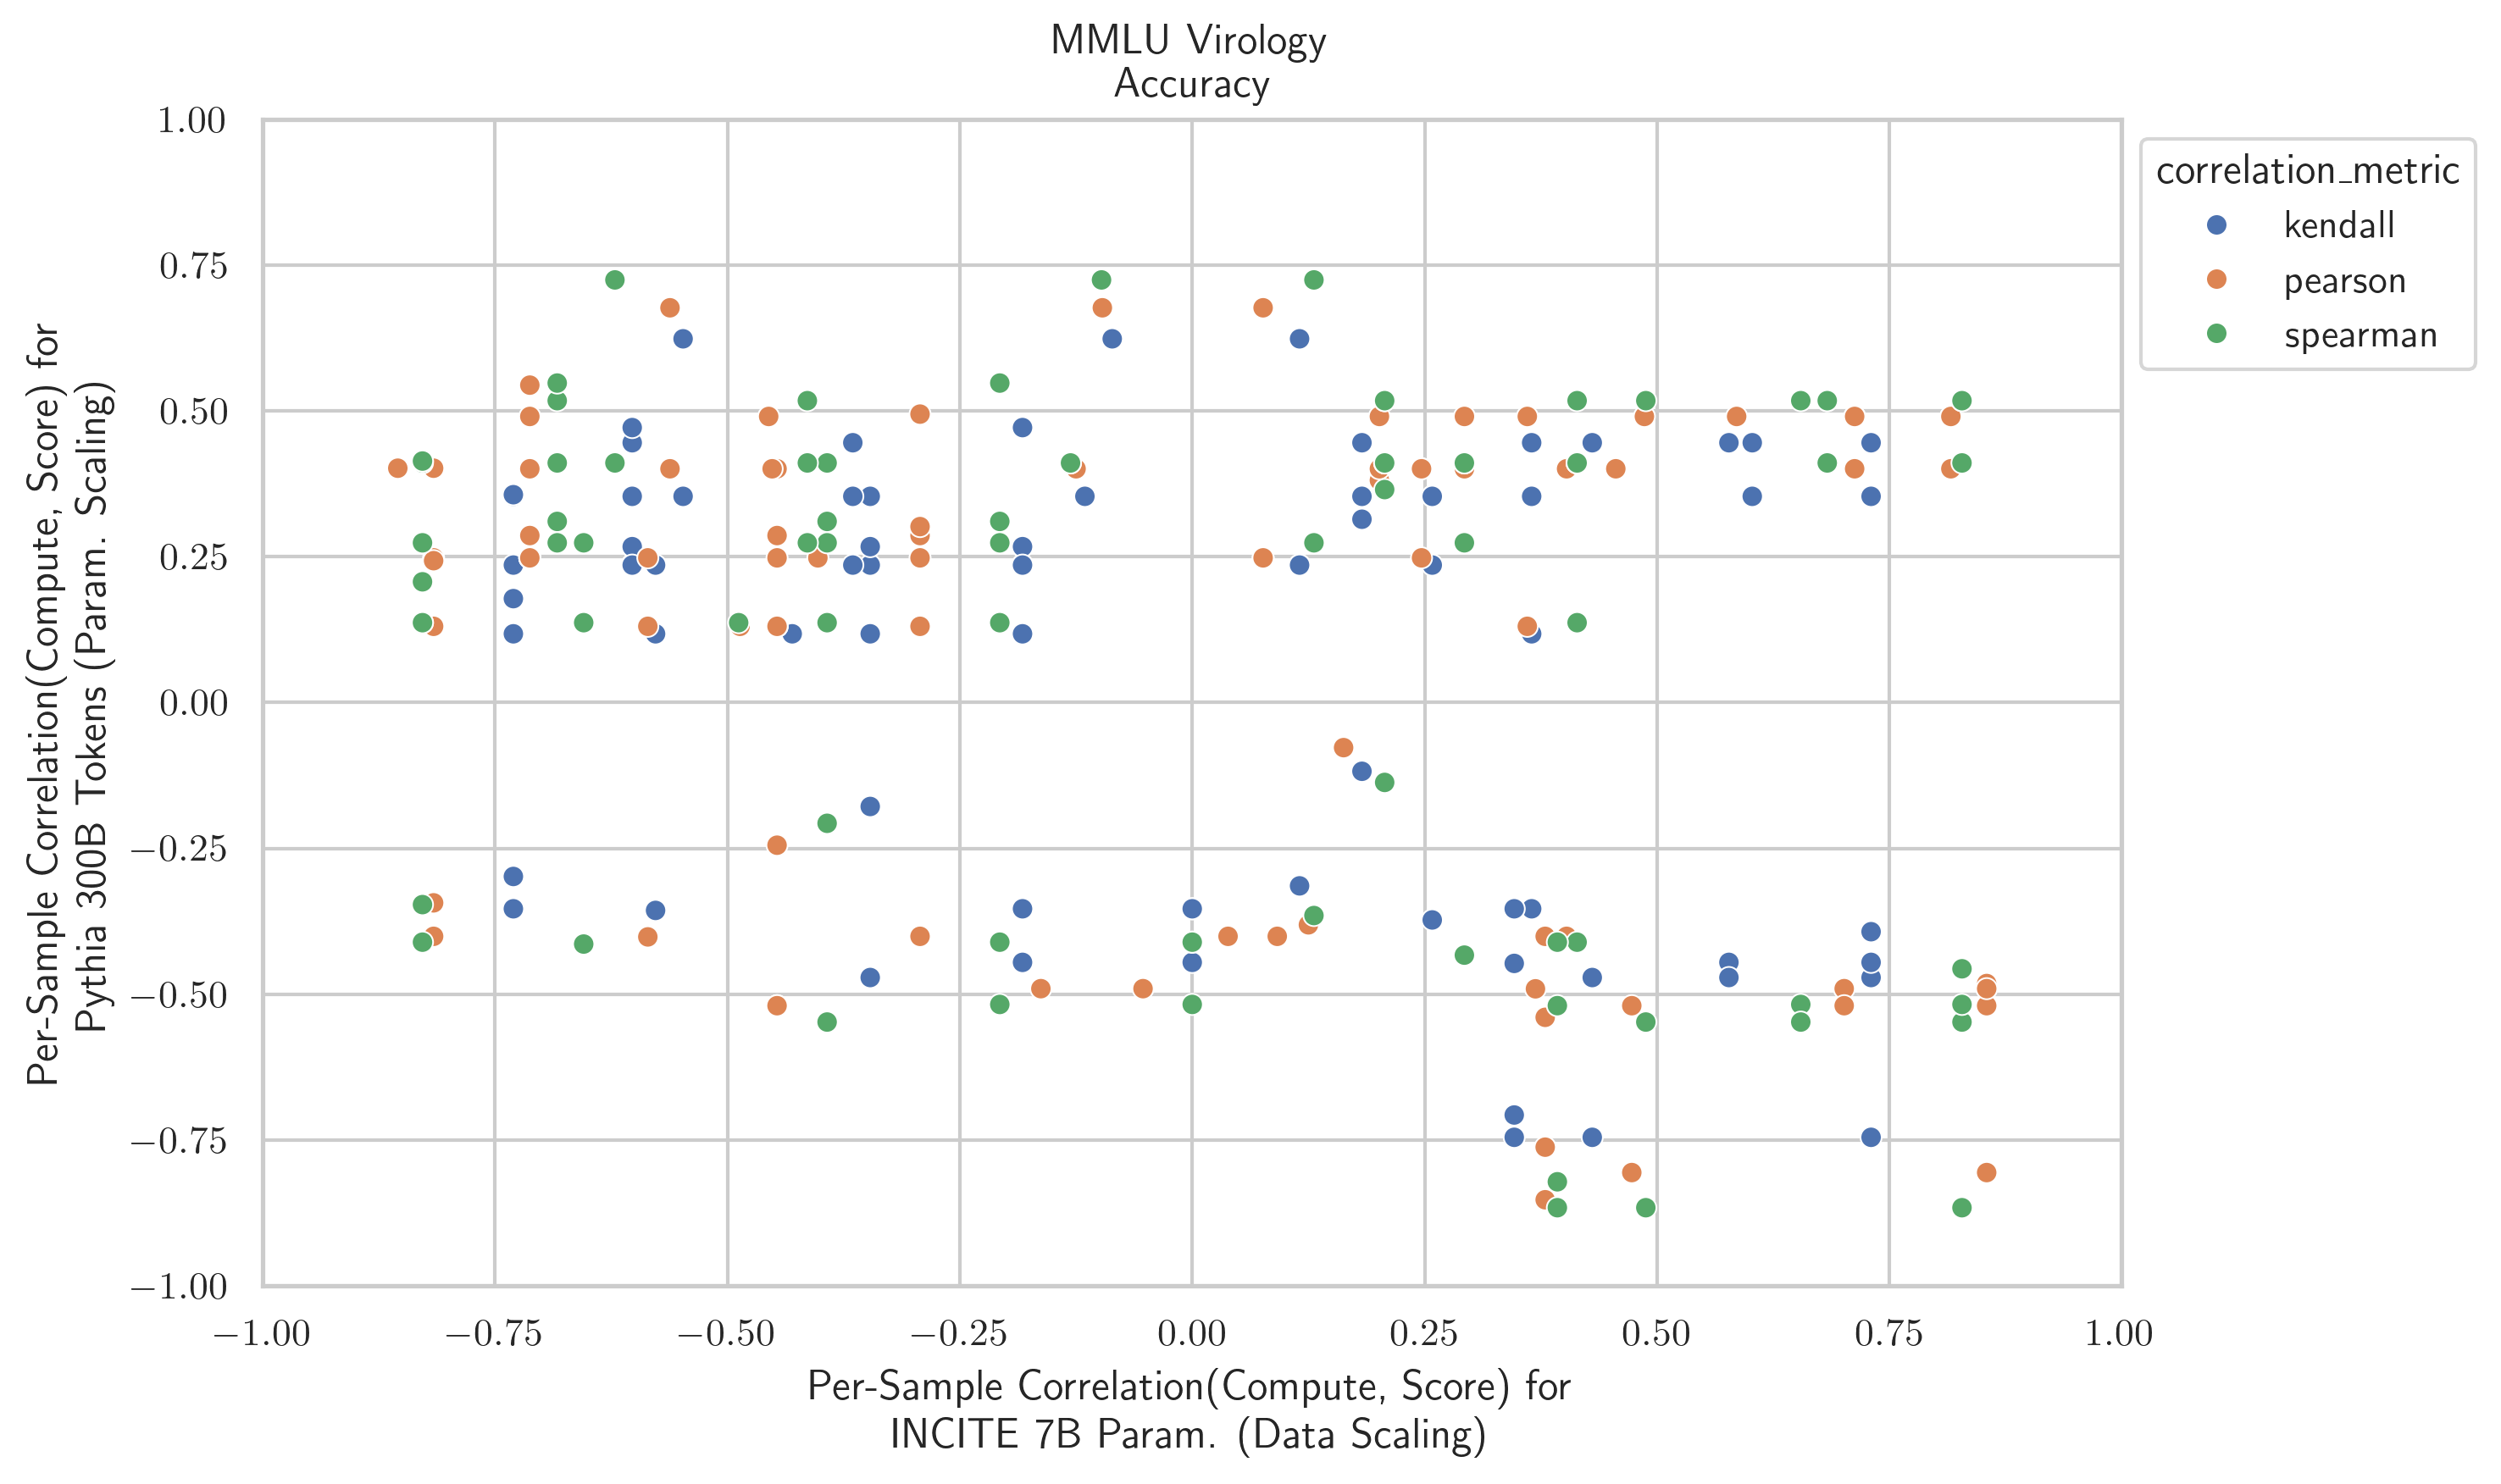 MMLU Virology
Accuracy
Per-Sample Correlation(Compute, Score) for
Pythia 300B Tokens (Param. Scaling)
1.00
0.75
0.50
0.25
0.00
−0.25
−0.50
−0.75
−1.00
−1.00 −0.75 −0.50 −0.25 0.00 0.25 0.50 0.75 1.00
Per-Sample Correlation(Compute, Score) for
INCITE 7B Param. (Data Scaling)
correlation_metric
kendall
pearson
spearman